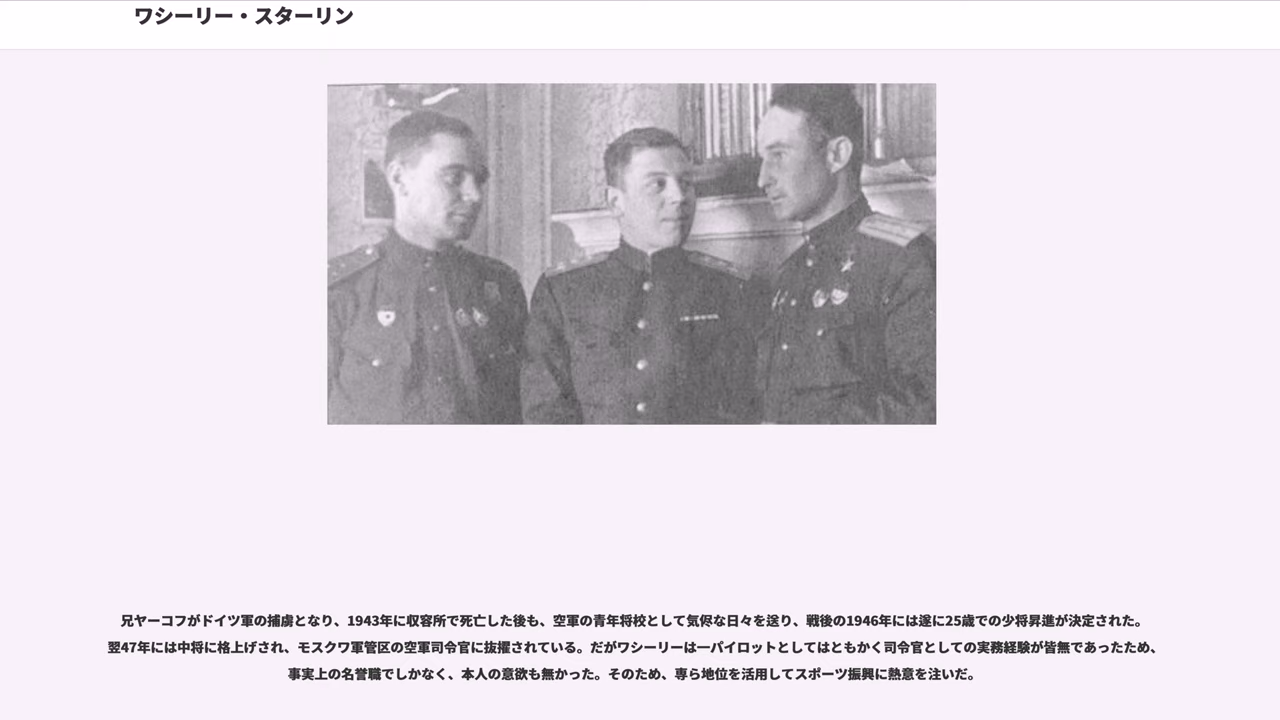 ワシーリー・スターリン
兄ヤーコフがドイツ軍の捕虜となり、1943年に収容所で死亡した後も、空軍の青年将校として気侭な日々を送り、戦後の1946年には遂に25歳での少将昇進が決定された。
翌47年には中将に格上げされ、モスクワ軍管区の空軍司令官に抜擢されている。だがワシーリーは一パイロットとしてはともかく司令官としての実務経験が皆無であったため、
事実上の名誉職でしかなく、本人の意欲も無かった。そのため、専ら地位を活用してスポーツ振興に熱意を注いだ。